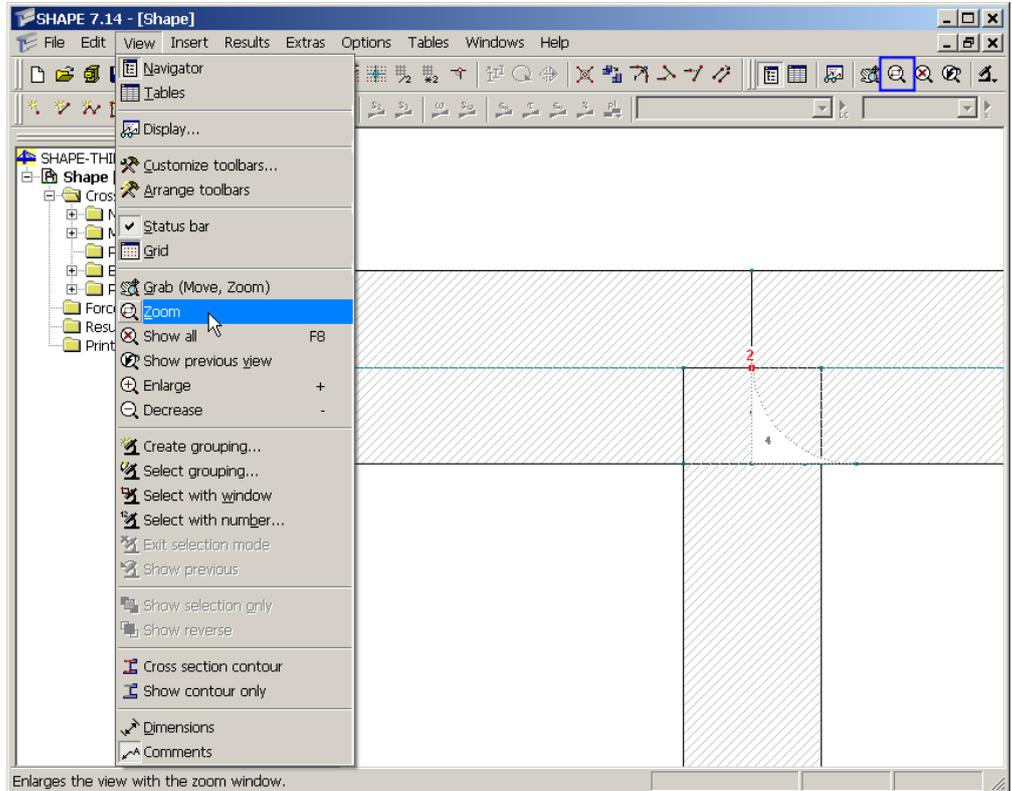 SHAPE 7.14 - [Shape]
File Edit View Insert Results Extras Options Tables Windows Help
Navigator
Tables
Display...
Customize toolbars...
Arrange toolbars
Status bar
Grid
Grab (Move, Zoom)
Zoom
Show all F8
Show previous view
Enlarge +
Decrease -
Create grouping...
Select grouping...
Select with window
Select with number...
Exit selection mode
Show previous
Show selection only
Show reverse
Cross section contour
Show contour only
Dimensions
Comments
SHAPE-THI
Shape [
Cros
N
M
P
E
P
Forc
Resu
Print
2
4
Enlarges the view with the zoom window.